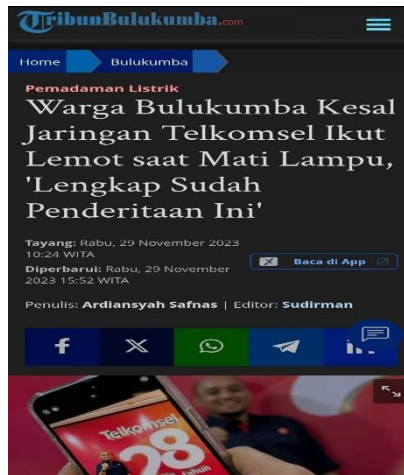 TribunBulukumba.com
Home Bulukumba
Pemadaman Listrik
Warga Bulukumba Kesal
Jaringan Telkomsel Ikut
Lemot saat Mati Lampu,
'Lengkap Sudah
Penderitaan Ini'
Tayang: Rabu, 29 November 2023
10:24 WITA
Diperbarui: Rabu, 29 November
2023 15:52 WITA
Baca di App
Penulis: Ardiansyah Safnas | Editor: Sudirman
Telkomsel
28
tahun